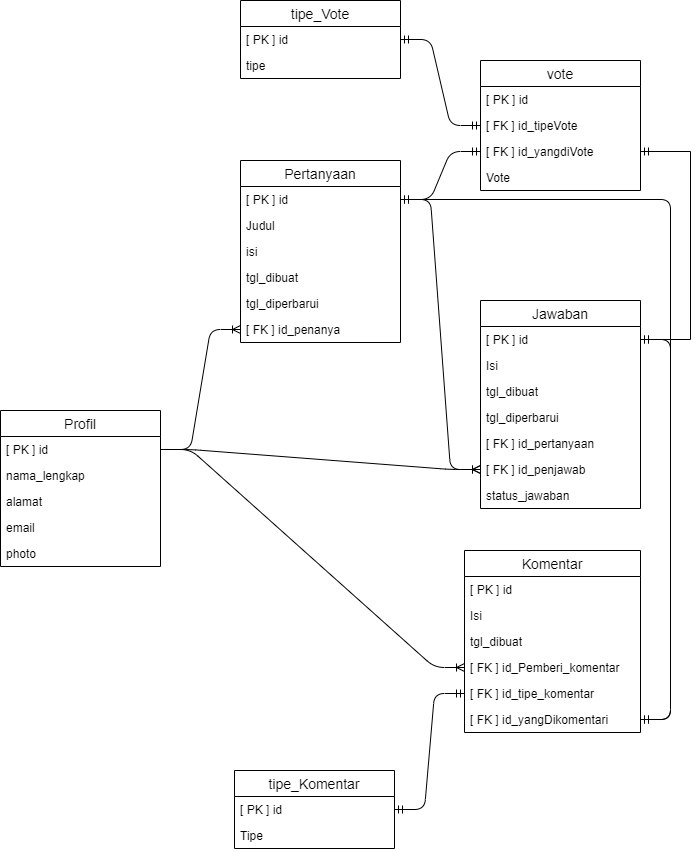 tipe_Vote
[ PK ] id
tipe
vote
[ PK ] id
[ FK ] id_tipeVote
[ FK ] id_yangdiVote
Vote
Pertanyaan
[ PK ] id
Judul
isi
tgl_dibuat
tgl_diperbarui
[ FK ] id_penanya
Jawaban
[ PK ] id
Isi
tgl_dibuat
tgl_diperbarui
[ FK ] id_pertanyaan
[ FK ] id_penjawab
status_jawaban
Profil
[ PK ] id
nama_lengkap
alamat
email
photo
Komentar
[ PK ] id
Isi
tgl_dibuat
[ FK ] id_Pemberi_komentar
[ FK ] id_tipe_komentar
[ FK ] id_yangDikomentari
tipe_Komentar
[ PK ] id
Tipe